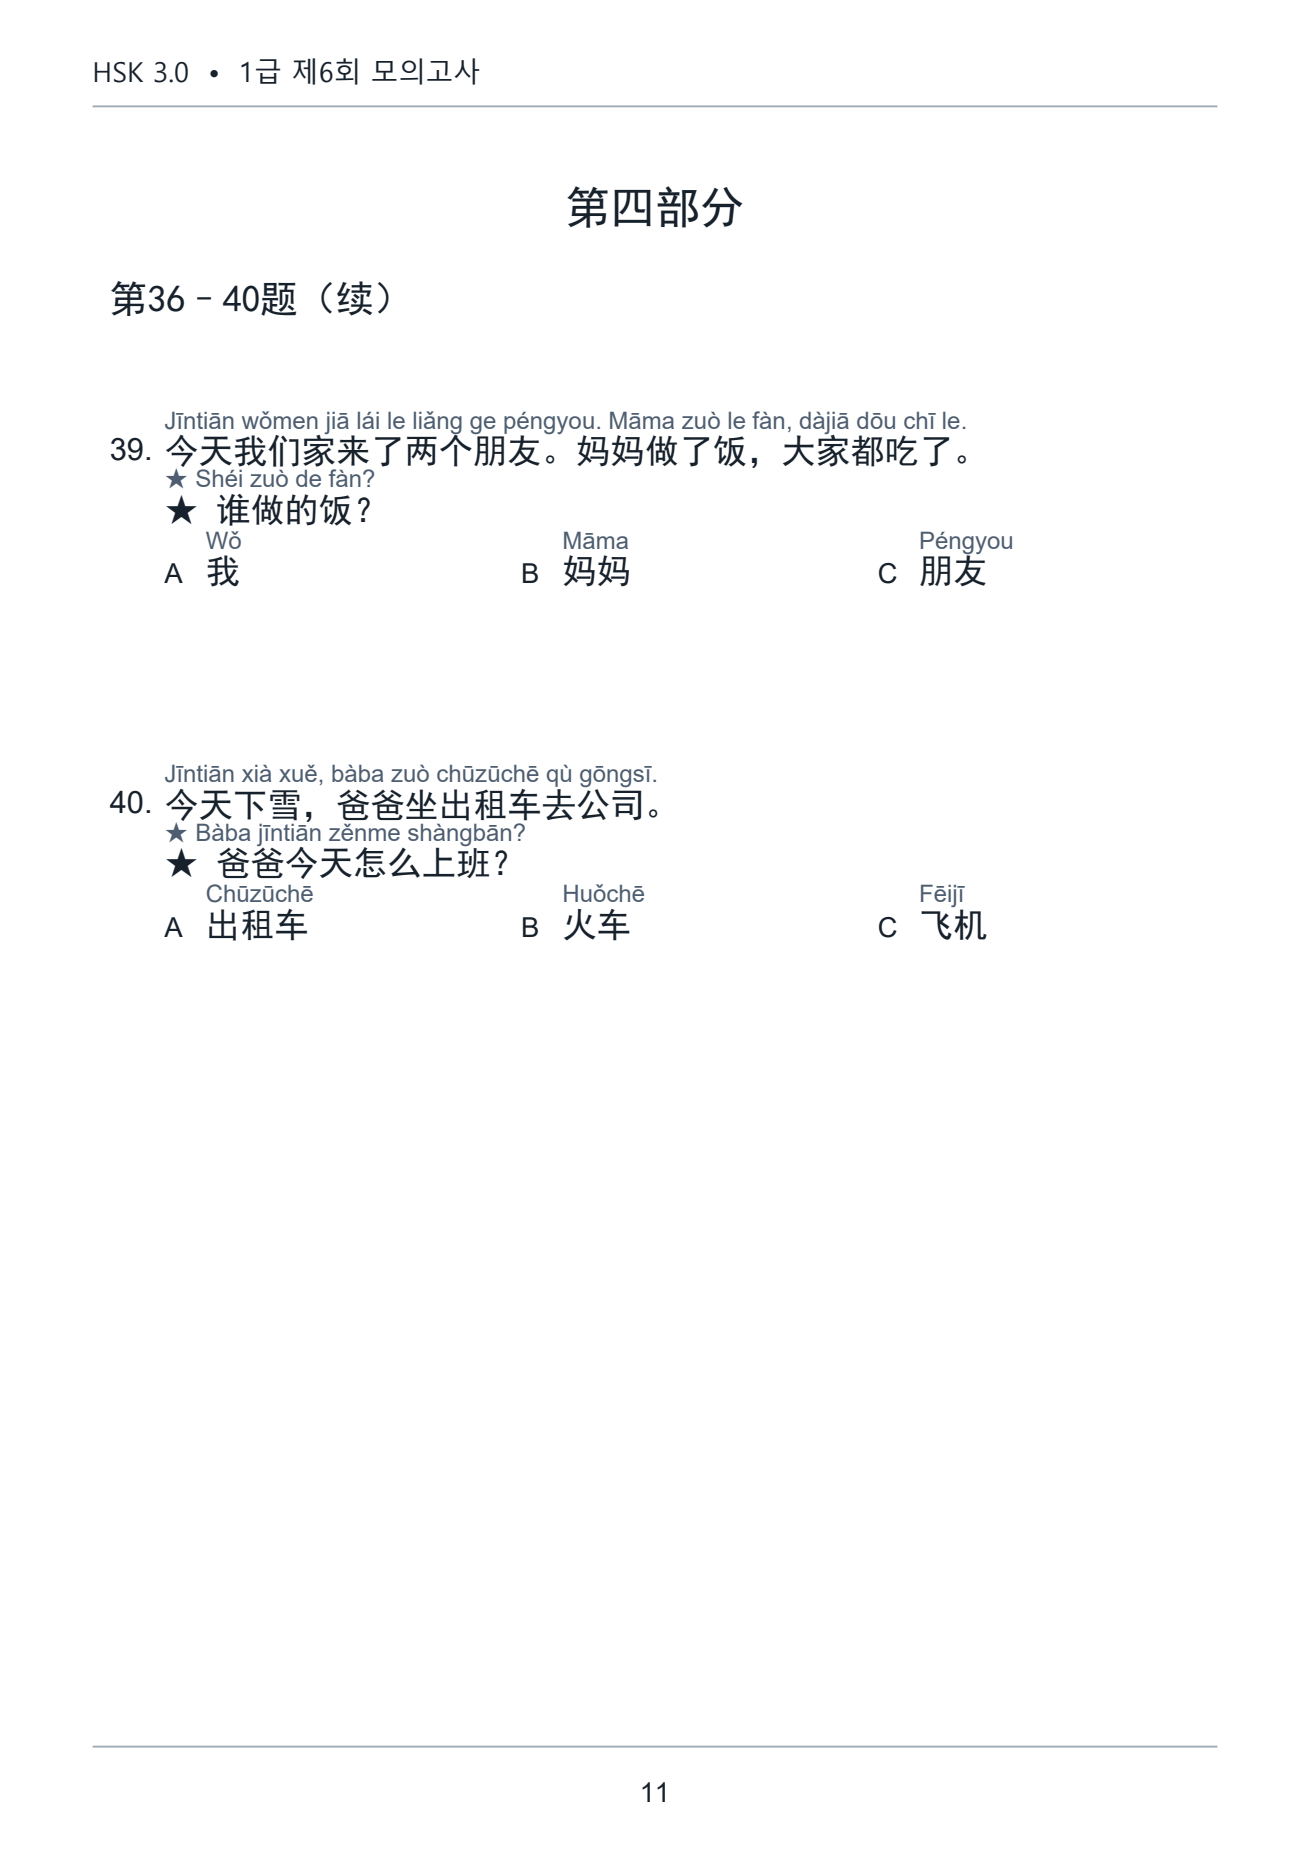 HSK 3.0 • 1급 제6회 모의고사
第四部分
第36－40题（续）
Jīntiān wǒmen jiā lái le liǎng ge péngyou. Māma zuò le fàn, dàjiā dōu chī le.
39. 今天我们家来了两个朋友。妈妈做了饭，大家都吃了。
★ Shéi zuò de fàn?
★ 谁做的饭？
Wǒ Māma Péngyou
A 我 B 妈妈 C 朋友
Jīntiān xià xuě, bàba zuò chūzūchē qù gōngsī.
40. 今天下雪，爸爸坐出租车去公司。
★ Bàba jīntiān zěnme shàngbān?
★ 爸爸今天怎么上班？
Chūzūchē Huǒchē Fēijī
A 出租车 B 火车 C 飞机
11